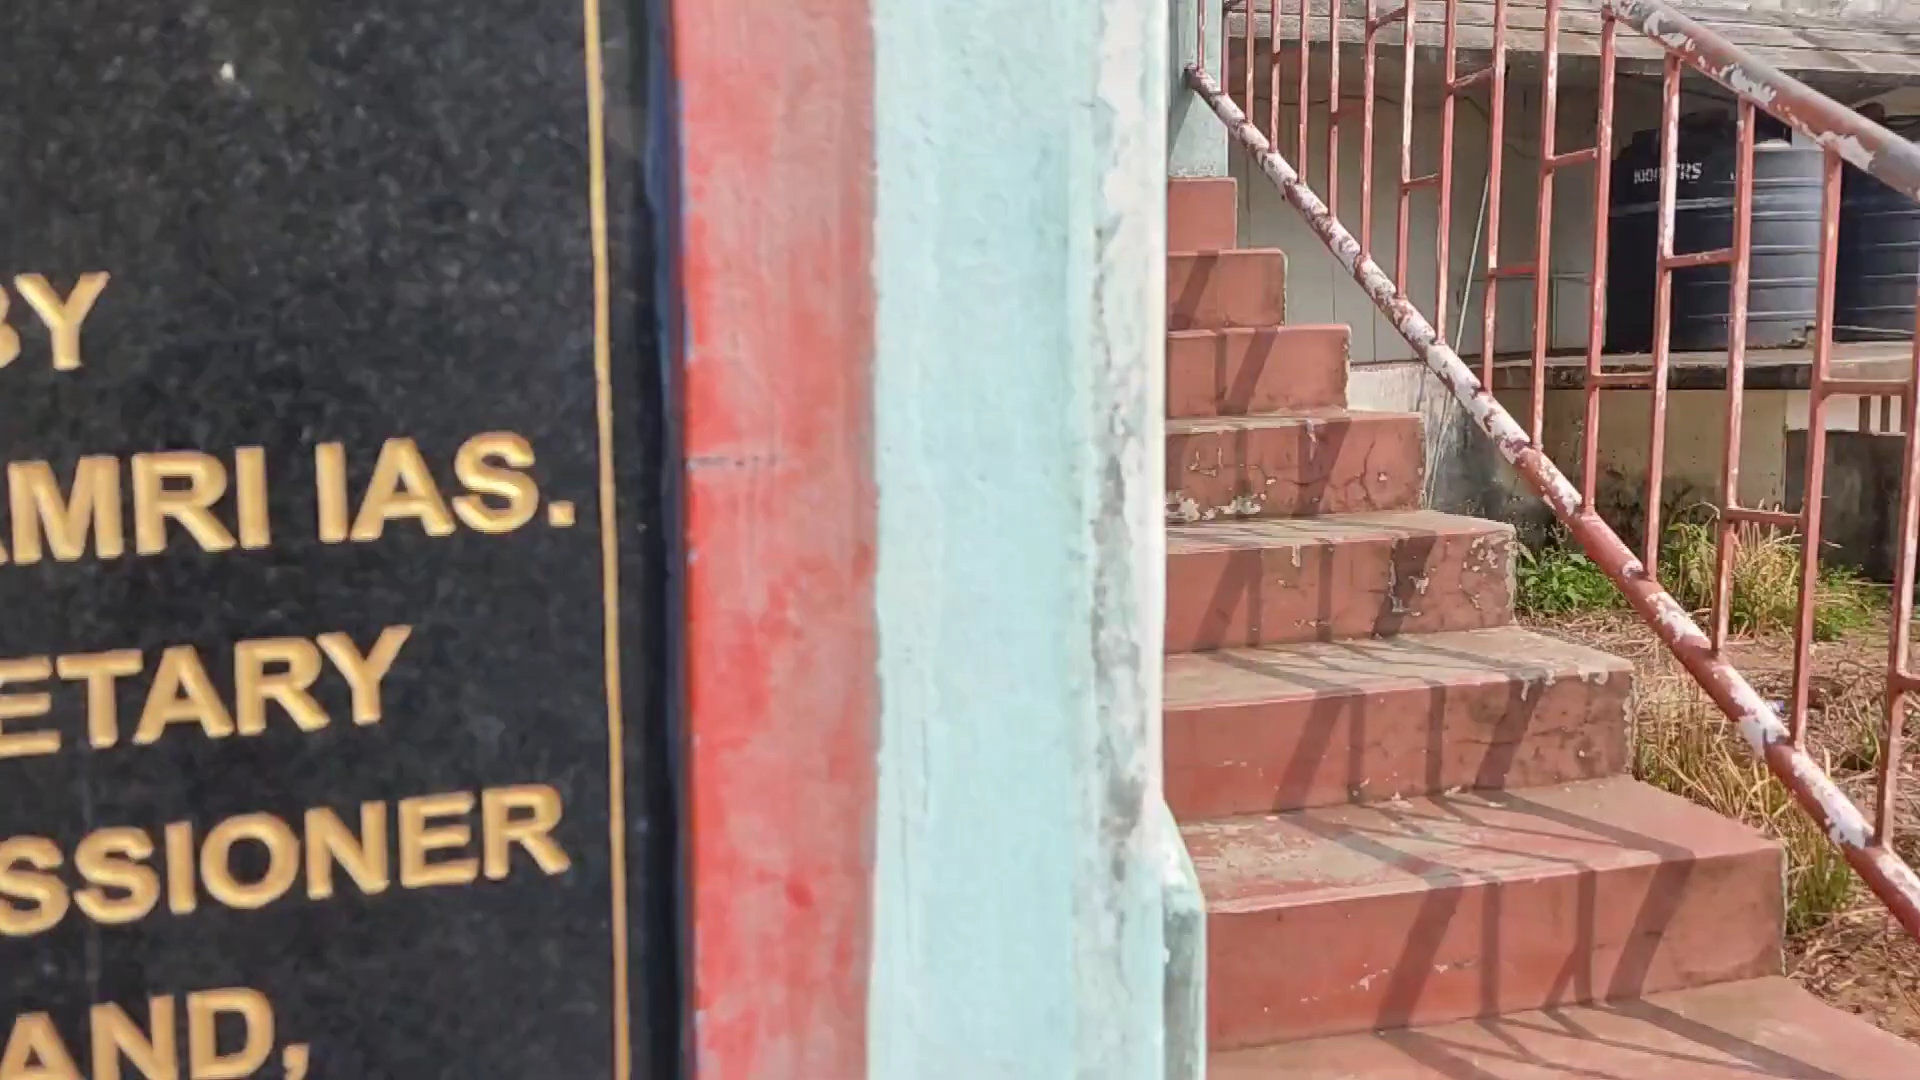 BY
AMRI IAS.
ETARY
SSIONER
AND,